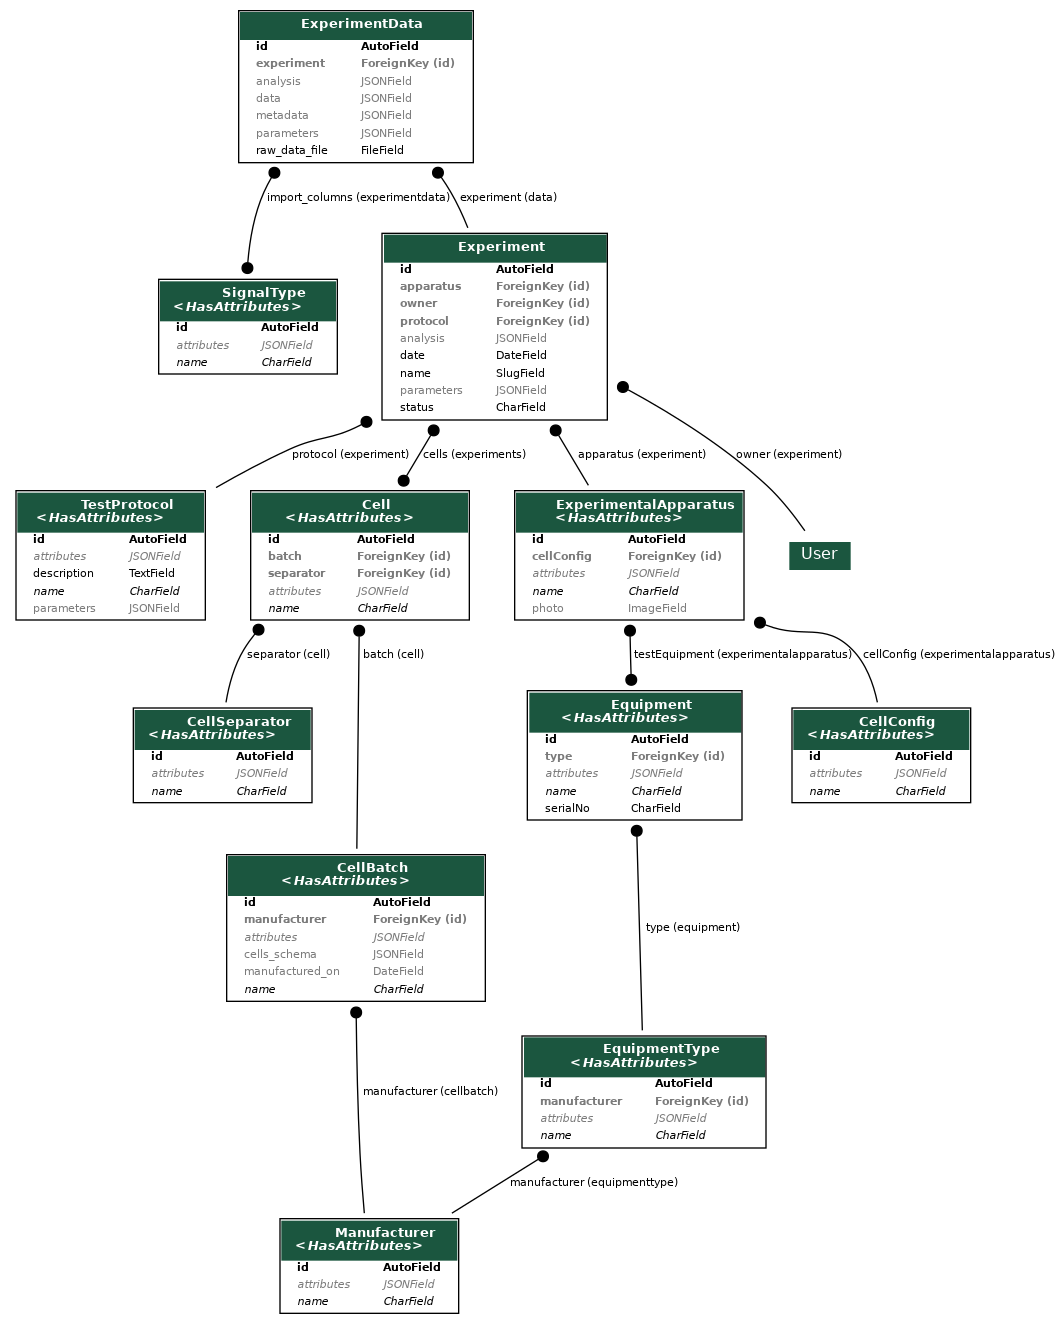 ExperimentData
id AutoField
experiment ForeignKey (id)
analysis JSONField
data JSONField
metadata JSONField
parameters JSONField
raw_data_file FileField
import_columns (experimentdata) experiment (data)
Experiment
id AutoField
apparatus ForeignKey (id)
owner ForeignKey (id)
protocol ForeignKey (id)
analysis JSONField
date DateField
name SlugField
parameters JSONField
status CharField
SignalType
<HasAttributes>
id AutoField
attributes JSONField
name CharField
protocol (experiment) cells (experiments) apparatus (experiment) owner (experiment)
TestProtocol
<HasAttributes>
id AutoField
attributes JSONField
description TextField
name CharField
parameters JSONField
Cell
<HasAttributes>
id AutoField
batch ForeignKey (id)
separator ForeignKey (id)
attributes JSONField
name CharField
ExperimentalApparatus
<HasAttributes>
id AutoField
cellConfig ForeignKey (id)
attributes JSONField
name CharField
photo ImageField
User
separator (cell) batch (cell) testEquipment (experimentalapparatus) cellConfig (experimentalapparatus)
CellSeparator
<HasAttributes>
id AutoField
attributes JSONField
name CharField
Equipment
<HasAttributes>
id AutoField
type ForeignKey (id)
attributes JSONField
name CharField
serialNo CharField
CellConfig
<HasAttributes>
id AutoField
attributes JSONField
name CharField
CellBatch
<HasAttributes>
id AutoField
manufacturer ForeignKey (id)
attributes JSONField
cells_schema JSONField
manufactured_on DateField
name CharField
type (equipment)
EquipmentType
<HasAttributes>
id AutoField
manufacturer ForeignKey (id)
attributes JSONField
name CharField
manufacturer (cellbatch)
manufacturer (equipmenttype)
Manufacturer
<HasAttributes>
id AutoField
attributes JSONField
name CharField